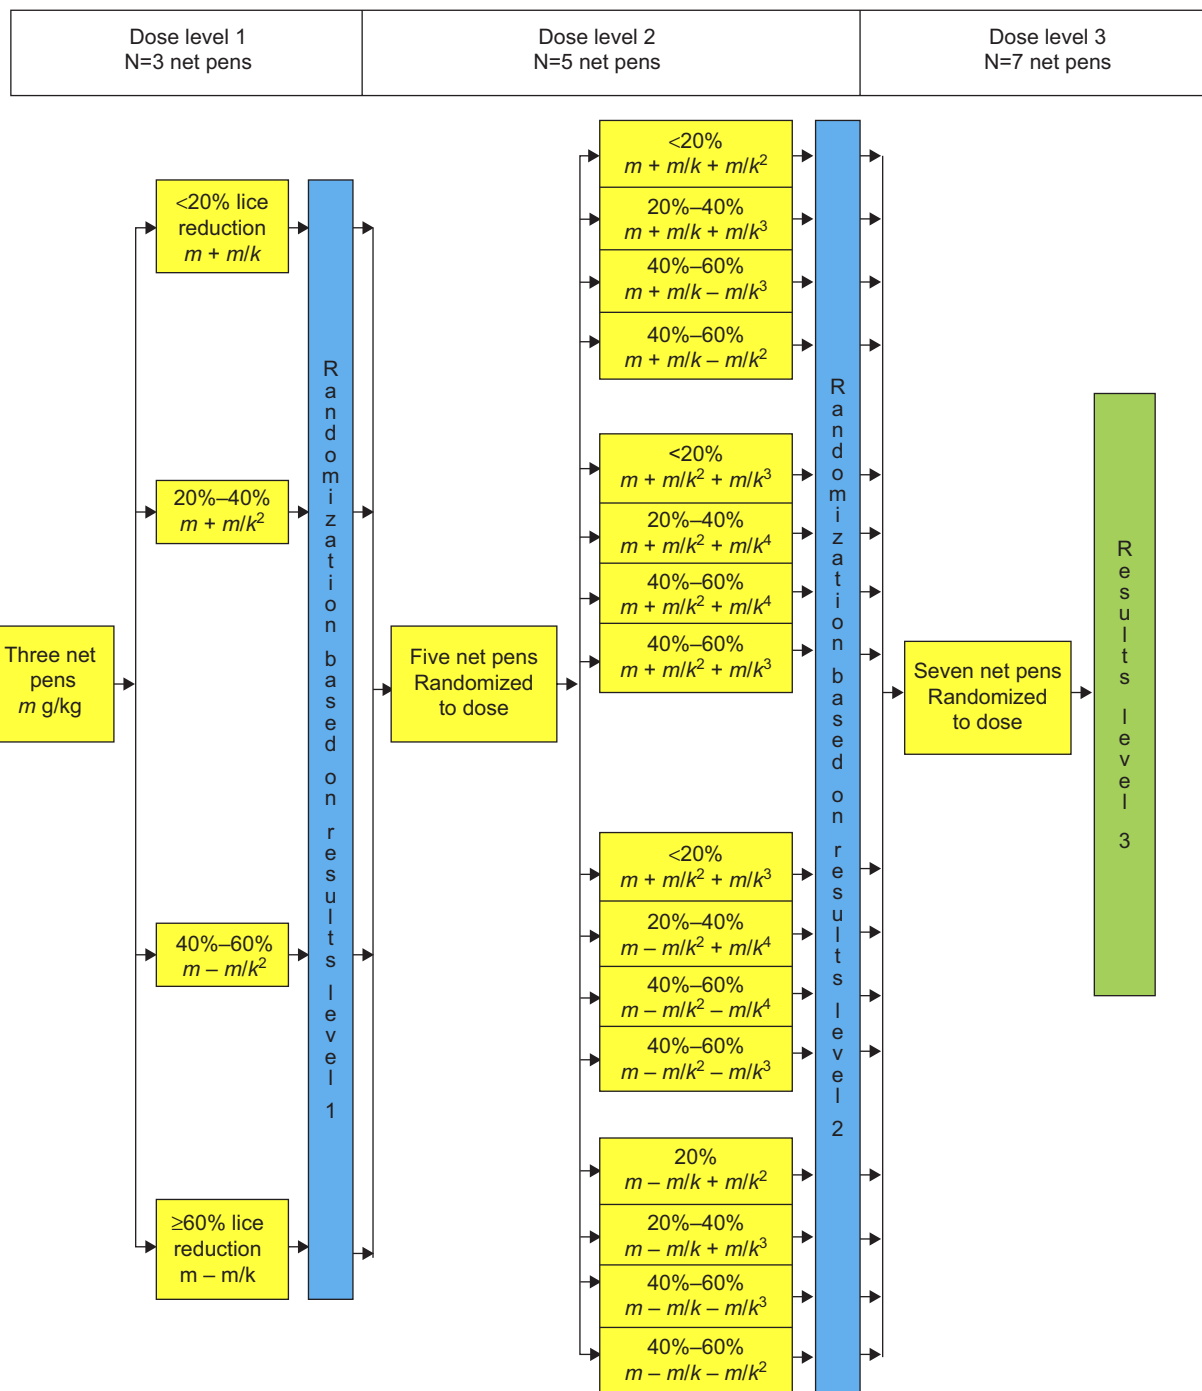 Dose level 1
N=3 net pens
Dose level 2
N=5 net pens
Dose level 3
N=7 net pens
Three net
pens
m g/kg
<20% lice
reduction
m + m/k
20%–40%
m + m/k²
40%–60%
m – m/k²
≥60% lice
reduction
m – m/k
Randomization based on results level 1
Five net pens
Randomized
to dose
<20%
m + m/k + m/k²
20%–40%
m + m/k + m/k³
40%–60%
m + m/k – m/k³
40%–60%
m + m/k – m/k²
<20%
m + m/k² + m/k³
20%–40%
m + m/k² + m/k⁴
40%–60%
m + m/k² + m/k⁴
40%–60%
m + m/k² + m/k³
<20%
m + m/k² + m/k³
20%–40%
m – m/k² + m/k⁴
40%–60%
m – m/k² – m/k⁴
40%–60%
m – m/k² – m/k³
20%
m – m/k + m/k²
20%–40%
m – m/k + m/k³
40%–60%
m – m/k – m/k³
40%–60%
m – m/k – m/k²
Randomization based on results level 2
Seven net pens
Randomized
to dose
Results level 3